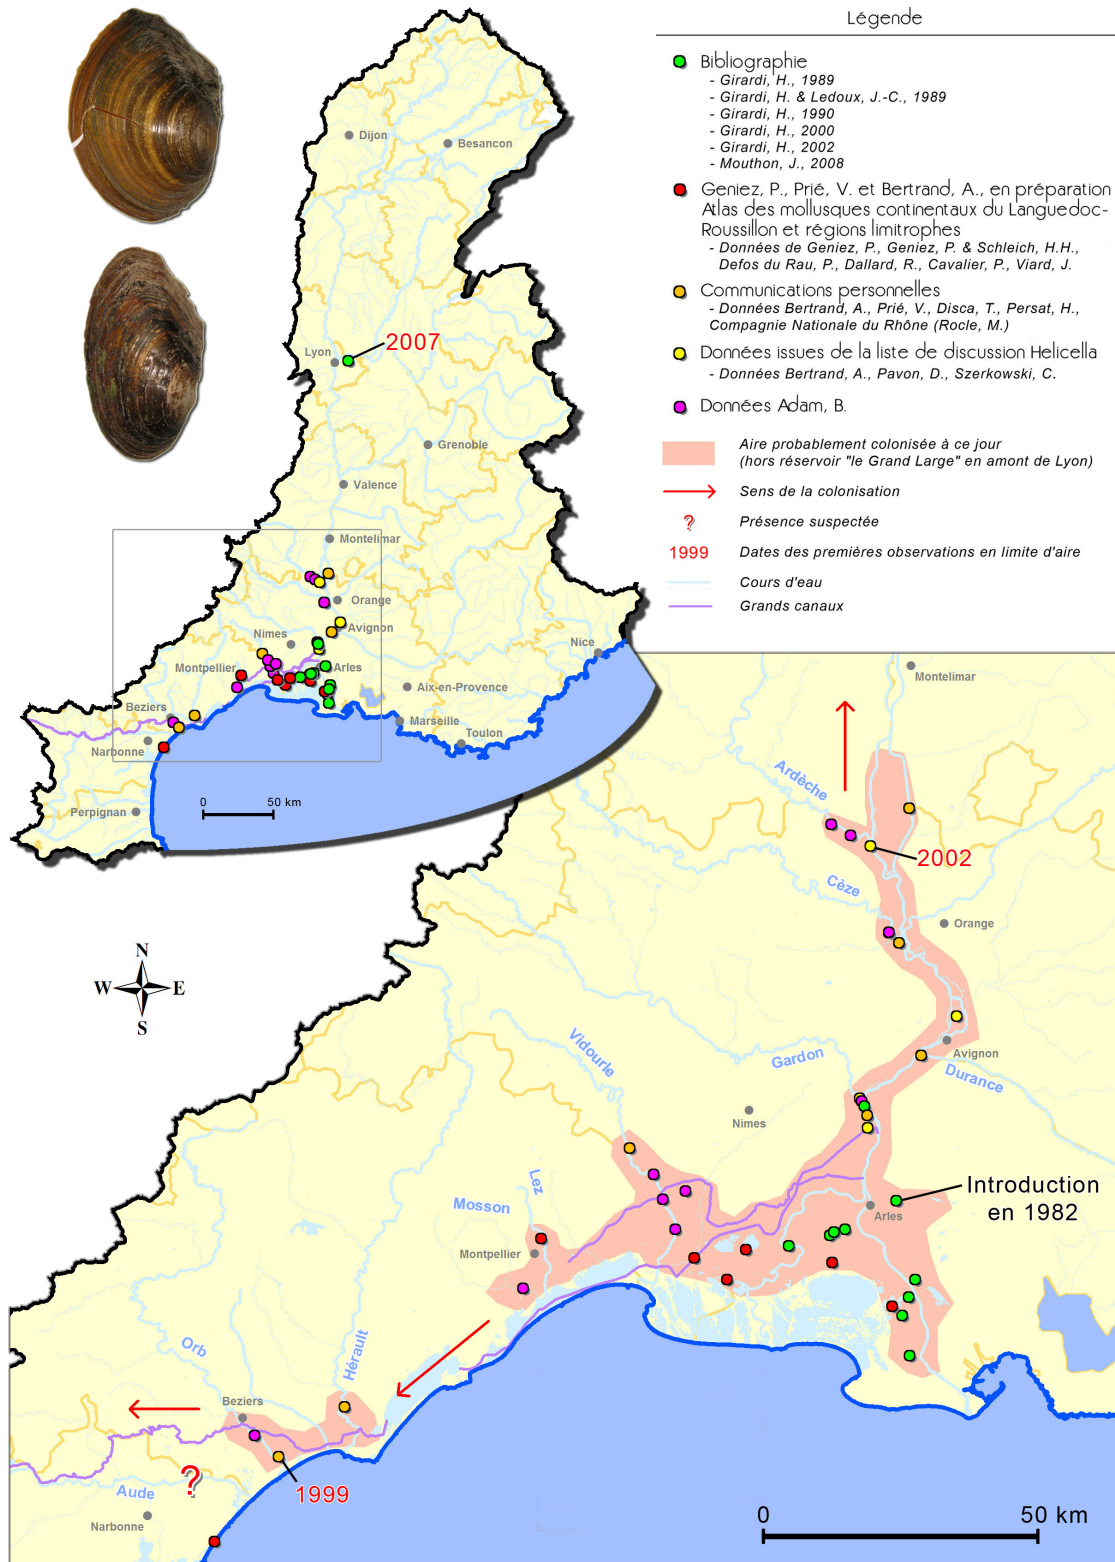 Légende
Bibliographie
- Girardi, H., 1989
- Girardi, H. & Ledoux, J.-C., 1989
- Girardi, H., 1990
- Girardi, H., 2000
- Girardi, H., 2002
- Mouthon, J., 2008
Geniez, P., Prié, V. et Bertrand, A., en préparation
Atlas des mollusques continentaux du Languedoc-
Roussillon et régions limitrophes
- Données de Geniez, P., Geniez, P. & Schleich, H.H.,
Defos du Rau, P., Dallard, R., Cavalier, P., Viard, J.
Communications personnelles
- Données Bertrand, A., Prié, V., Disca, T., Persat, H.,
Compagnie Nationale du Rhône (Rocle, M.)
Données issues de la liste de discussion Helicella
- Données Bertrand, A., Pavon, D., Szerkowski, C.
Données Adam, B.
Aire probablement colonisée à ce jour
(hors réservoir "le Grand Large" en amont de Lyon)
Sens de la colonisation
?
Présence suspectée
1999
Dates des premières observations en limite d'aire
Cours d'eau
Grands canaux
Dijon
Besancon
2007
Lyon
Grenoble
Valence
Montelimar
Orange
Avignon
Nimes
Arles
Montpellier
Nice
Aix-en-Provence
Beziers
Marseille
Toulon
Narbonne
Perpignan
0 50 km
N
W E
S
Montelimar
Ardèche
2002
Cèze
Orange
Avignon
Durance
Gardon
Vidourle
Nimes
Introduction
en 1982
Arles
Lez
Mosson
Montpellier
Hérault
Orb
Beziers
1999
?
Aude
Narbonne
0 50 km